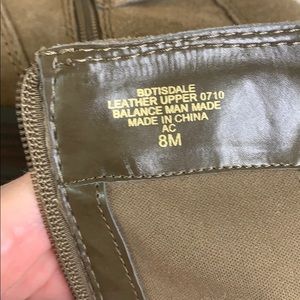 BDTISDALE
LEATHER UPPER 0710
BALANCE MAN MADE
MADE IN CHINA
AC
8M